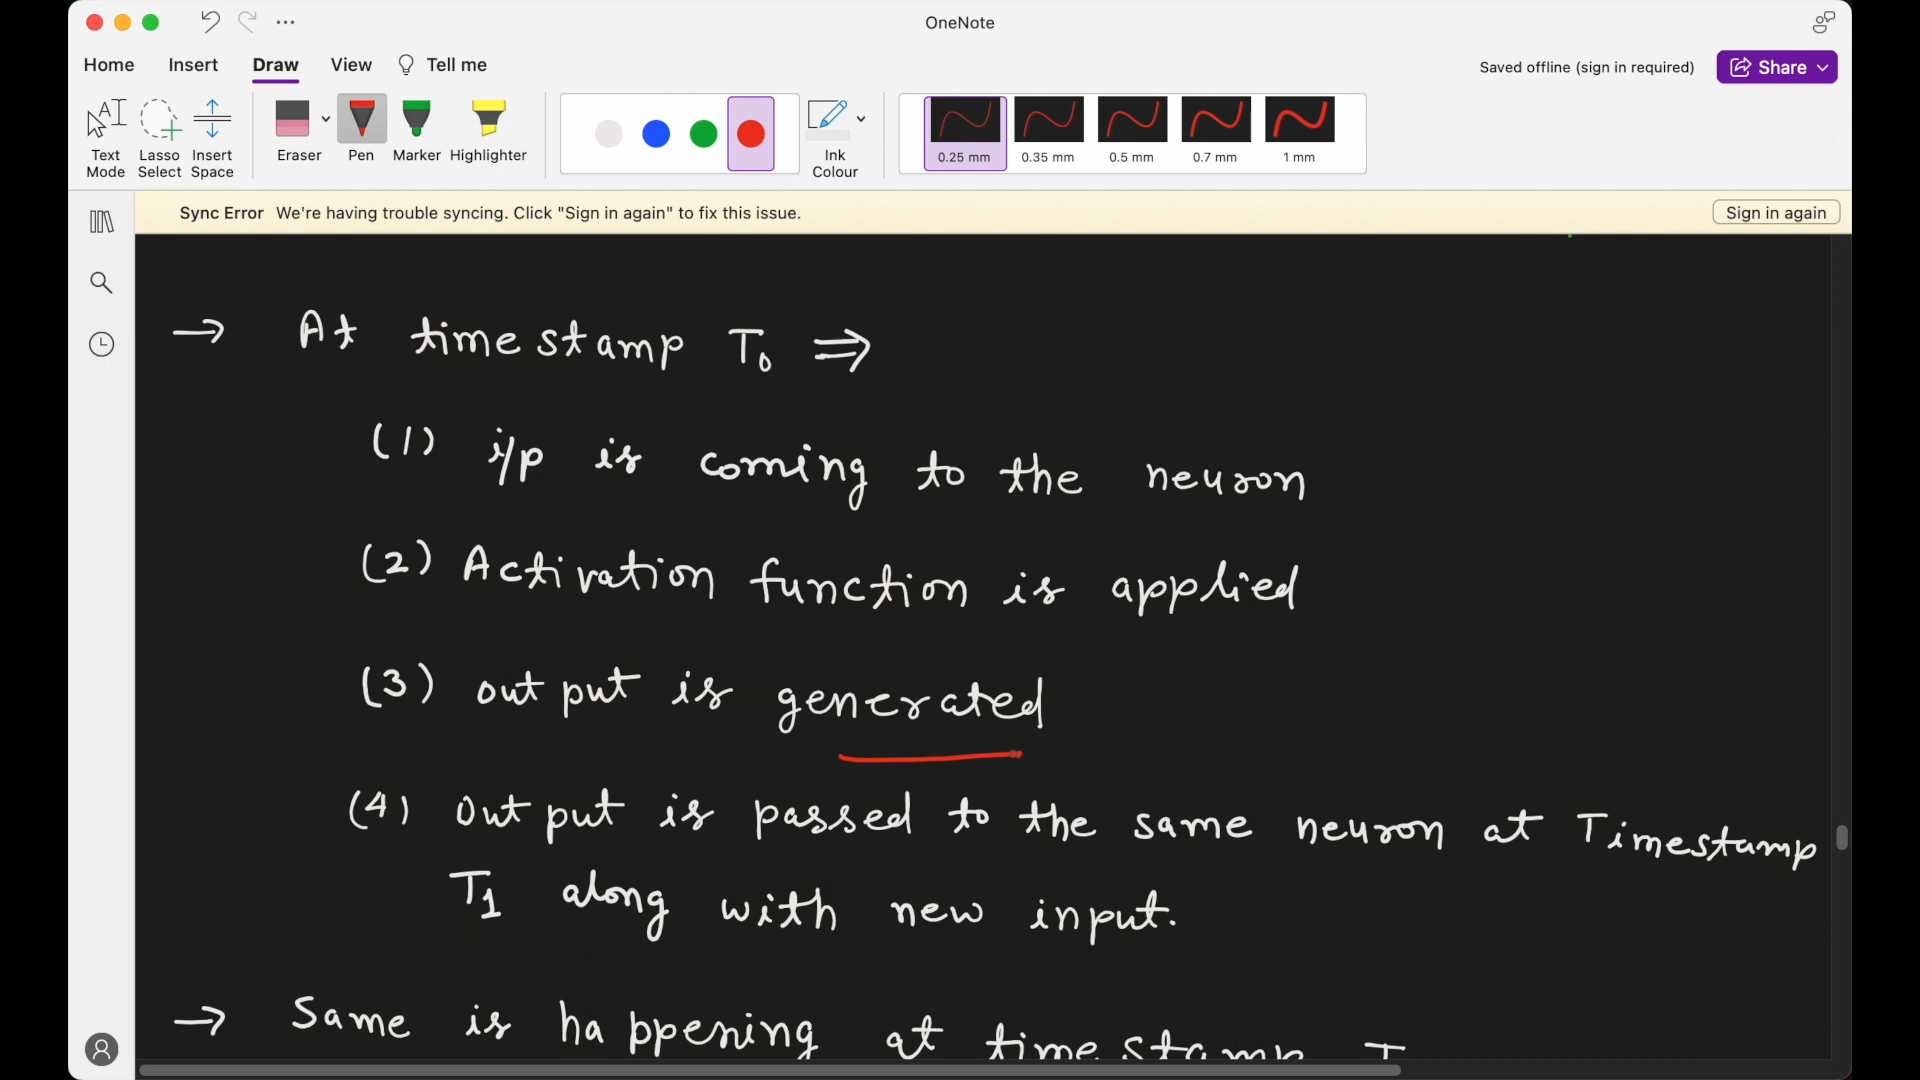 OneNote
Home Insert Draw View Tell me
Saved offline (sign in required) Share
Text Mode
Lasso Select
Insert Space
Eraser
Pen
Marker
Highlighter
Ink Colour
0.25 mm 0.35 mm 0.5 mm 0.7 mm 1 mm
Sync Error We're having trouble syncing. Click "Sign in again" to fix this issue. Sign in again
→ At timestamp T₀ ⇒
(1) i/p is coming to the neuron
(2) Activation function is applied
(3) output is generated
(4) Output is passed to the same neuron at Timestamp
T₁ along with new input.
→ Same is happening at timestamp T